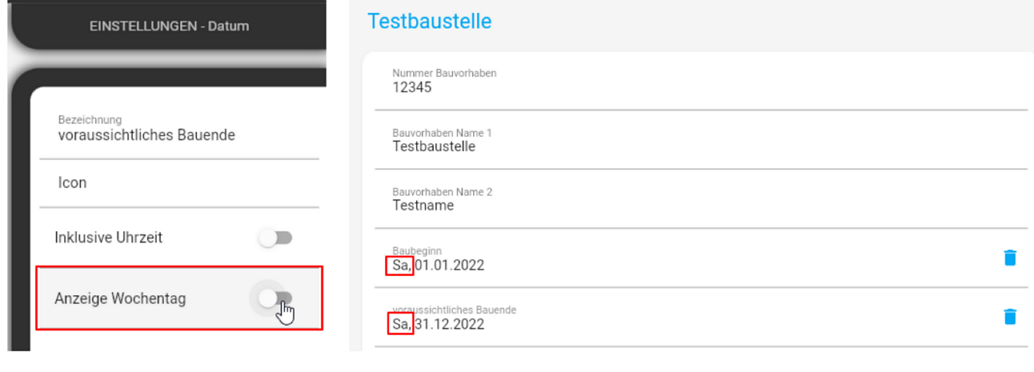 EINSTELLUNGEN - Datum
Bezeichnung
voraussichtliches Bauende
Icon
Inklusive Uhrzeit
Anzeige Wochentag
Testbaustelle
Nummer Bauvorhaben
12345
Bauvorhaben Name 1
Testbaustelle
Bauvorhaben Name 2
Testname
Baubeginn
Sa, 01.01.2022
voraussichtliches Bauende
Sa, 31.12.2022